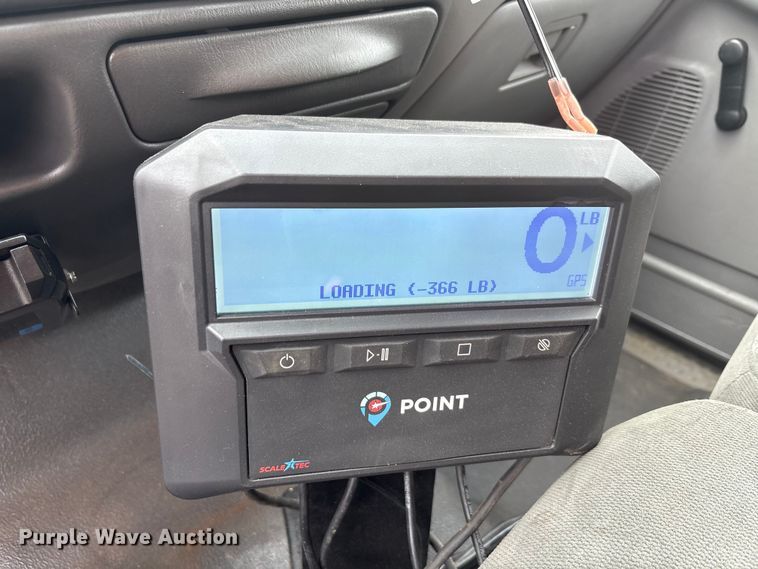 0 LB
GPS
LOADING (-366 LB)
POINT
SCALE TEC
Purple Wave Auction